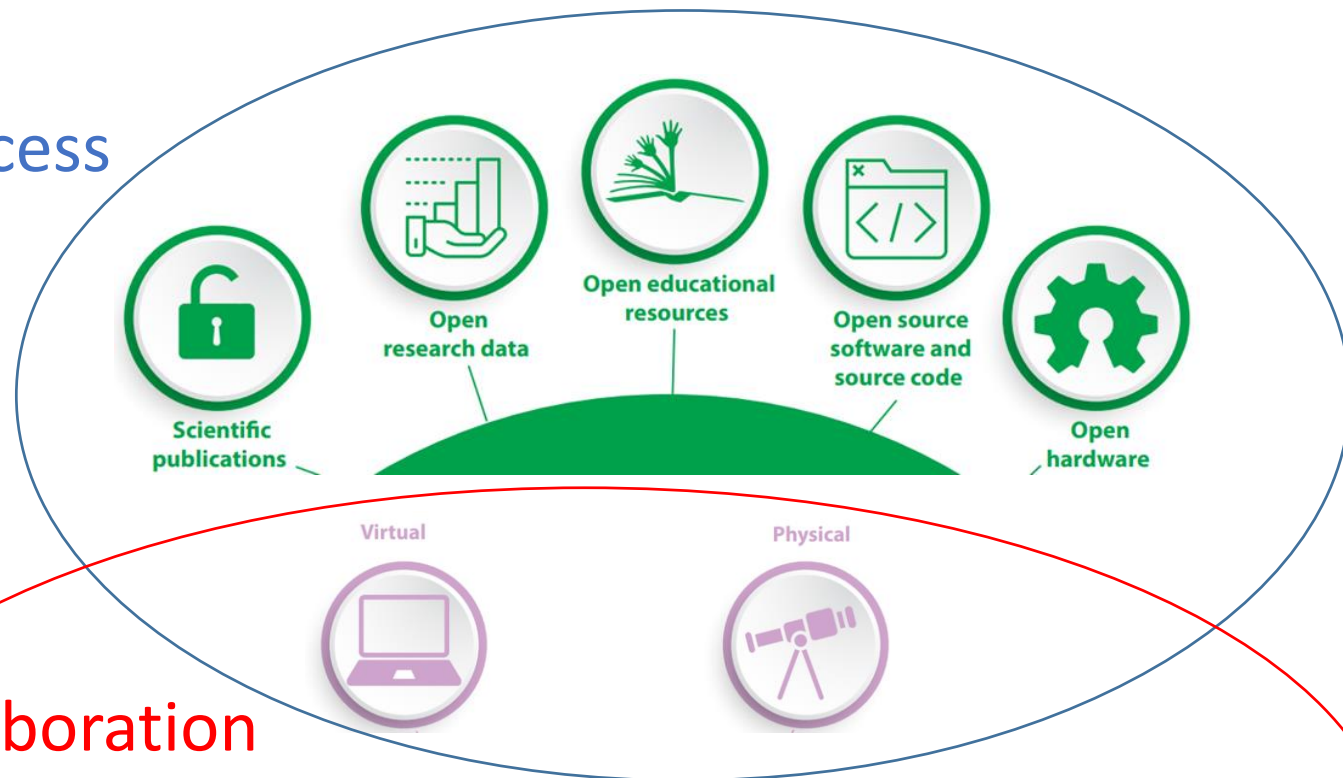 cess
Open educational
resources
Open
research data
Open source
software and
source code
</>
Scientific
publications
Open
hardware
Virtual
Physical
boration